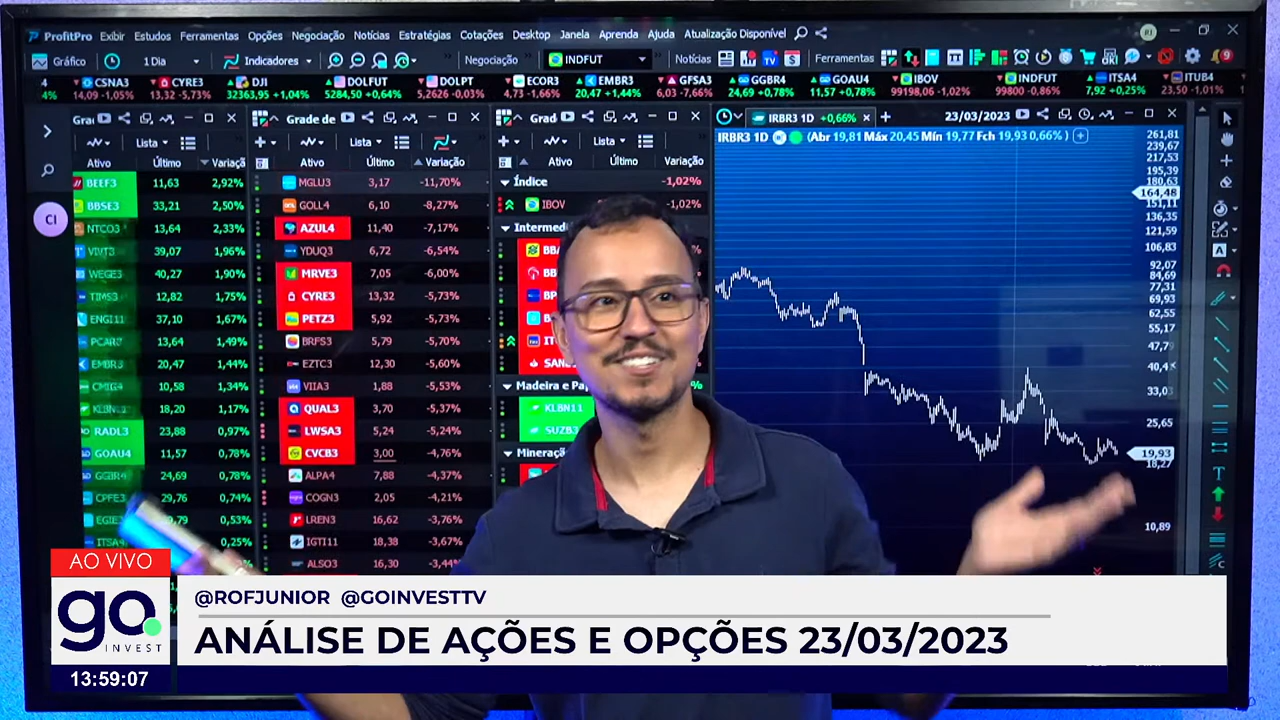 ProfitPro Exibir Estudos Ferramentas Opções Negociação Notícias Estratégias Cotações Desktop Janela Aprenda Ajuda Atualização Disponível
Gráfico 1 Dia Indicadores Negociação INDFUT Notícias Ferramentas
4 CSNA3 CYRE3 DJI DOLFUT DOLPT ECOR3 EMBR3 GFSA3 GGBR4 GOAU4 IBOV INDFUT ITSA4 ITUB4
4% 14,09 -1,05% 13,32 -5,73% 32363,95 +1,04% 5284,50 +0,64% 5,2626 -0,03% 4,73 -1,66% 20,47 +1,44% 6,03 -7,66% 24,69 +0,78% 11,57 +0,78% 99198,06 -1,02% 99800 -0,86% 7,92 +0,25% 23,50 -1,01%
Grade de IRBR3 1D +0,66% 23/03/2023
IRBR3 1D (Abr 19,81 Máx 20,45 Mín 19,77 Fch 19,93 0,66%)
Lista Lista Lista
Ativo Último Variação Ativo Último Variação Ativo Último Variação
BEEF3 11,63 2,92% MGLU3 3,17 -11,70% Índice -1,02%
BBSE3 33,21 2,50% GOLL4 6,10 -8,27% IBOV -1,02%
NTCO3 13,64 2,33% AZUL4 11,40 -7,17%
VIVT3 39,07 1,96% YDUQ3 6,72 -6,54%
WEGE3 40,27 1,90% MRVE3 7,05 -6,00%
TIMS3 12,82 1,75% CYRE3 13,32 -5,73%
ENGI11 37,10 1,67% PETZ3 5,92 -5,73%
PCAR3 13,64 1,49% BRFS3 5,79 -5,70%
EMBR3 20,47 1,44% EZTC3 12,30 -5,60%
CMIG4 10,58 1,34% VIIA3 1,88 -5,53% Madeira e
KLBN11 18,20 1,17% QUAL3 3,70 -5,37% KLBN11
RADL3 23,88 0,97% LWSA3 5,24 -5,24% SUZB3
GOAU4 11,57 0,78% CVCB3 3,00 -4,76%
GGBR4 24,69 0,78% ALPA4 7,88 -4,37%
CPFE3 29,76 0,74% COGN3 2,05 -4,21%
EGIE3 0,53% LREN3 16,62 -3,76%
ITSA4 0,25% IGTI11 18,38 -3,67%
ALSO3 16,30 -3,44%
261,81
239,67
217,53
195,39
180,63
164,48
151,11
136,35
121,59
106,83
92,07
84,69
77,31
69,93
62,55
55,17
47,79
40,41
33,03
25,65
19,93
18,27
10,89
CI
AO VIVO
go.
INVEST
13:59:07
@ROFJUNIOR @GOINVESTTV
ANÁLISE DE AÇÕES E OPÇÕES 23/03/2023